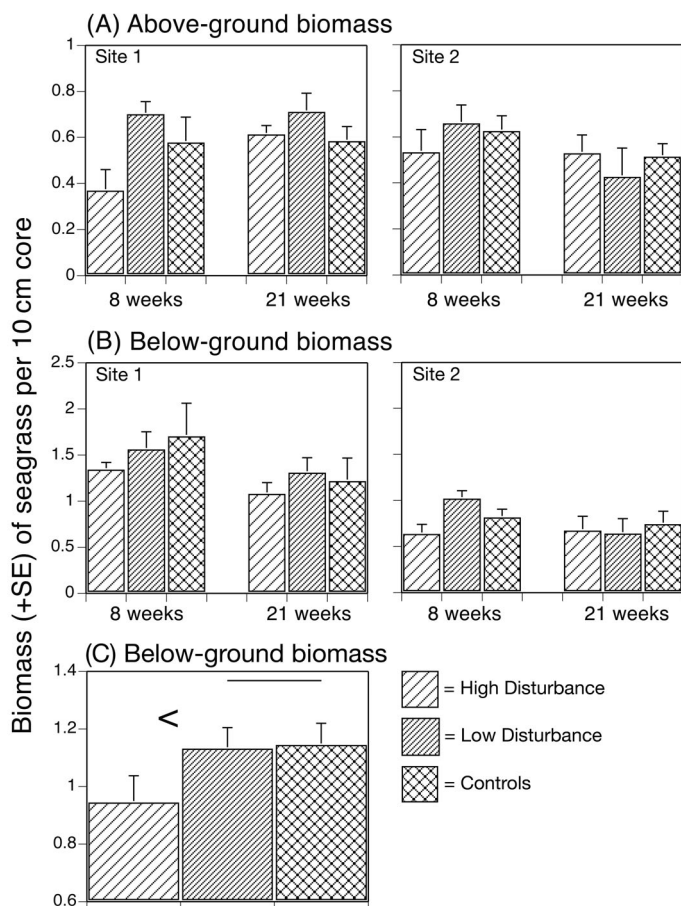 (A) Above-ground biomass
Site 1
Site 2
1
0.8
0.6
0.4
0.2
0
8 weeks
21 weeks
8 weeks
21 weeks
Biomass (+SE) of seagrass per 10 cm core
(B) Below-ground biomass
Site 1
Site 2
2.5
2
1.5
1
0.5
0
8 weeks
21 weeks
8 weeks
21 weeks
(C) Below-ground biomass
1.4
1.2
1
0.8
0.6
<
= High Disturbance
= Low Disturbance
= Controls